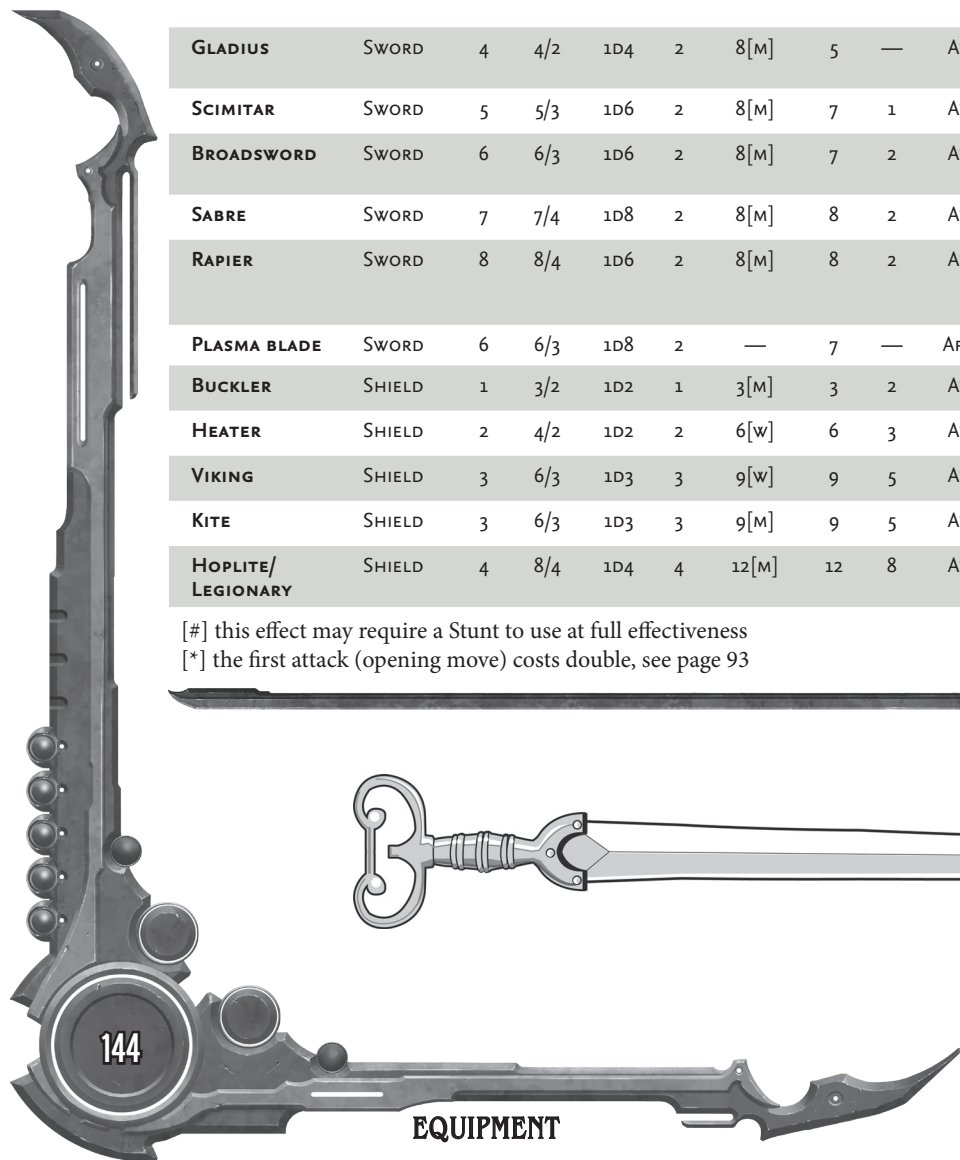 Gladius Sword 4 4/2 1d4 2 8[m] 5 —
Scimitar Sword 5 5/3 1d6 2 8[m] 7 1
Broadsword Sword 6 6/3 1d6 2 8[m] 7 2
Sabre Sword 7 7/4 1d8 2 8[m] 8 2
Rapier Sword 8 8/4 1d6 2 8[m] 8 2
Plasma blade Sword 6 6/3 1d8 2 — 7 —
Buckler Shield 1 3/2 1d2 1 3[m] 3 2
Heater Shield 2 4/2 1d2 2 6[w] 6 3
Viking Shield 3 6/3 1d3 3 9[w] 9 5
Kite Shield 3 6/3 1d3 3 9[m] 9 5
Hoplite/ Shield 4 8/4 1d4 4 12[m] 12 8
Legionary
[#] this effect may require a Stunt to use at full effectiveness
[*] the first attack (opening move) costs double, see page 93
144
EQUIPMENT